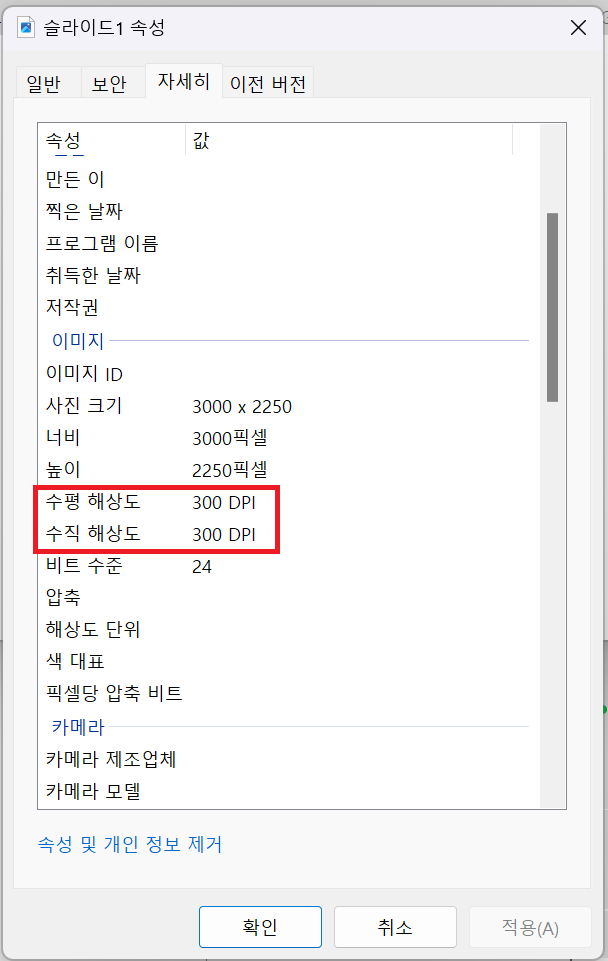 슬라이드1 속성
일반 보안 자세히 이전 버전
속성 값
만든 이
찍은 날짜
프로그램 이름
취득한 날짜
저작권
이미지
이미지 ID
사진 크기 3000 x 2250
너비 3000픽셀
높이 2250픽셀
수평 해상도 300 DPI
수직 해상도 300 DPI
비트 수준 24
압축
해상도 단위
색 대표
픽셀당 압축 비트
카메라
카메라 제조업체
카메라 모델
속성 및 개인 정보 제거
확인 취소 적용(A)